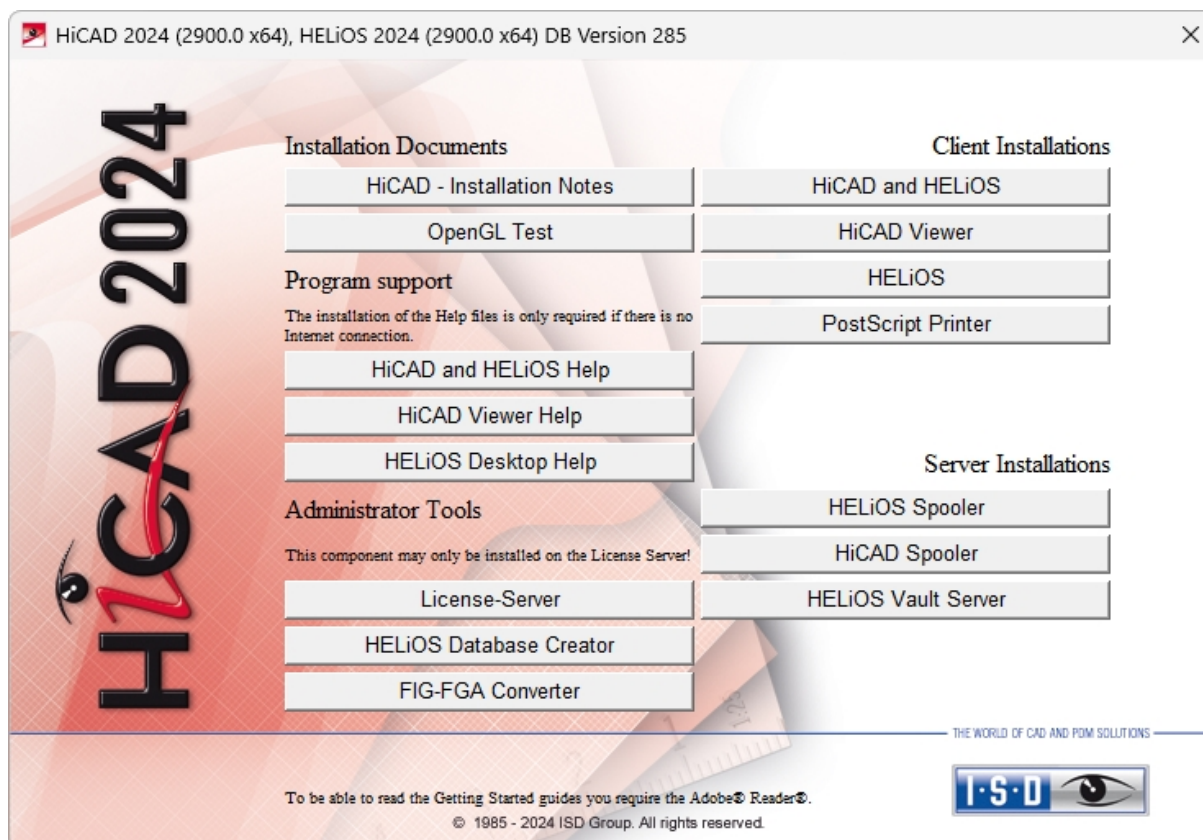 HiCAD 2024 (2900.0 x64), HELiOS 2024 (2900.0 x64) DB Version 285
HiCAD 2024
Installation Documents
HiCAD - Installation Notes
OpenGL Test
Program support
The installation of the Help files is only required if there is no
Internet connection.
HiCAD and HELiOS Help
HiCAD Viewer Help
HELiOS Desktop Help
Administrator Tools
This component may only be installed on the License Server!
License-Server
HELiOS Database Creator
FIG-FGA Converter
Client Installations
HiCAD and HELiOS
HiCAD Viewer
HELiOS
PostScript Printer
Server Installations
HELiOS Spooler
HiCAD Spooler
HELiOS Vault Server
THE WORLD OF CAD AND PDM SOLUTIONS
I·S·D
To be able to read the Getting Started guides you require the Adobe® Reader®.
© 1985 - 2024 ISD Group. All rights reserved.